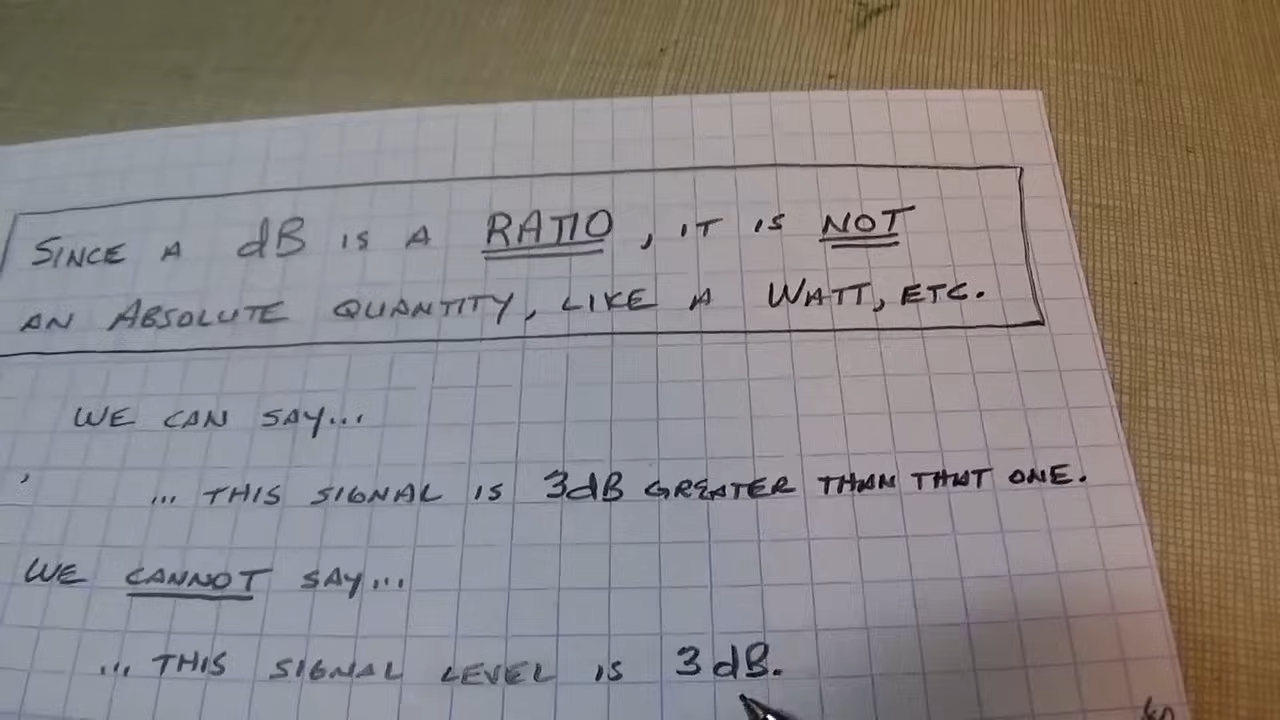 SINCE A dB IS A RATIO, IT IS NOT
AN ABSOLUTE QUANTITY, LIKE A WATT, ETC.
WE CAN SAY...
... THIS SIGNAL IS 3dB GREATER THAN THAT ONE.
WE CANNOT SAY...
... THIS SIGNAL LEVEL IS 3dB.